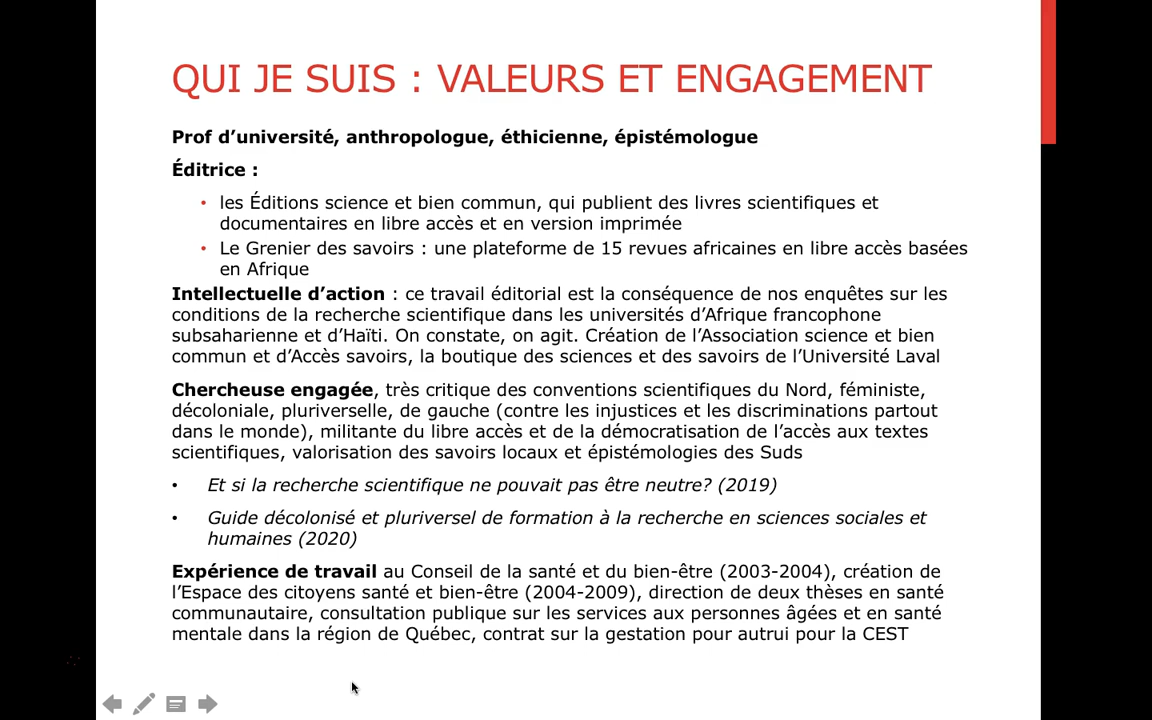 QUI JE SUIS : VALEURS ET ENGAGEMENT
Prof d’université, anthropologue, éthicienne, épistémologue
Éditrice :
• les Éditions science et bien commun, qui publient des livres scientifiques et
documentaires en libre accès et en version imprimée
• Le Grenier des savoirs : une plateforme de 15 revues africaines en libre accès basées
en Afrique
Intellectuelle d’action : ce travail éditorial est la conséquence de nos enquêtes sur les
conditions de la recherche scientifique dans les universités d’Afrique francophone
subsaharienne et d’Haïti. On constate, on agit. Création de l’Association science et bien
commun et d’Accès savoirs, la boutique des sciences et des savoirs de l’Université Laval
Chercheuse engagée, très critique des conventions scientifiques du Nord, féministe,
décoloniale, pluriverselle, de gauche (contre les injustices et les discriminations partout
dans le monde), militante du libre accès et de la démocratisation de l’accès aux textes
scientifiques, valorisation des savoirs locaux et épistémologies des Suds
• Et si la recherche scientifique ne pouvait pas être neutre? (2019)
• Guide décolonisé et pluriversel de formation à la recherche en sciences sociales et
humaines (2020)
Expérience de travail au Conseil de la santé et du bien-être (2003-2004), création de
l’Espace des citoyens santé et bien-être (2004-2009), direction de deux thèses en santé
communautaire, consultation publique sur les services aux personnes âgées et en santé
mentale dans la région de Québec, contrat sur la gestation pour autrui pour la CEST